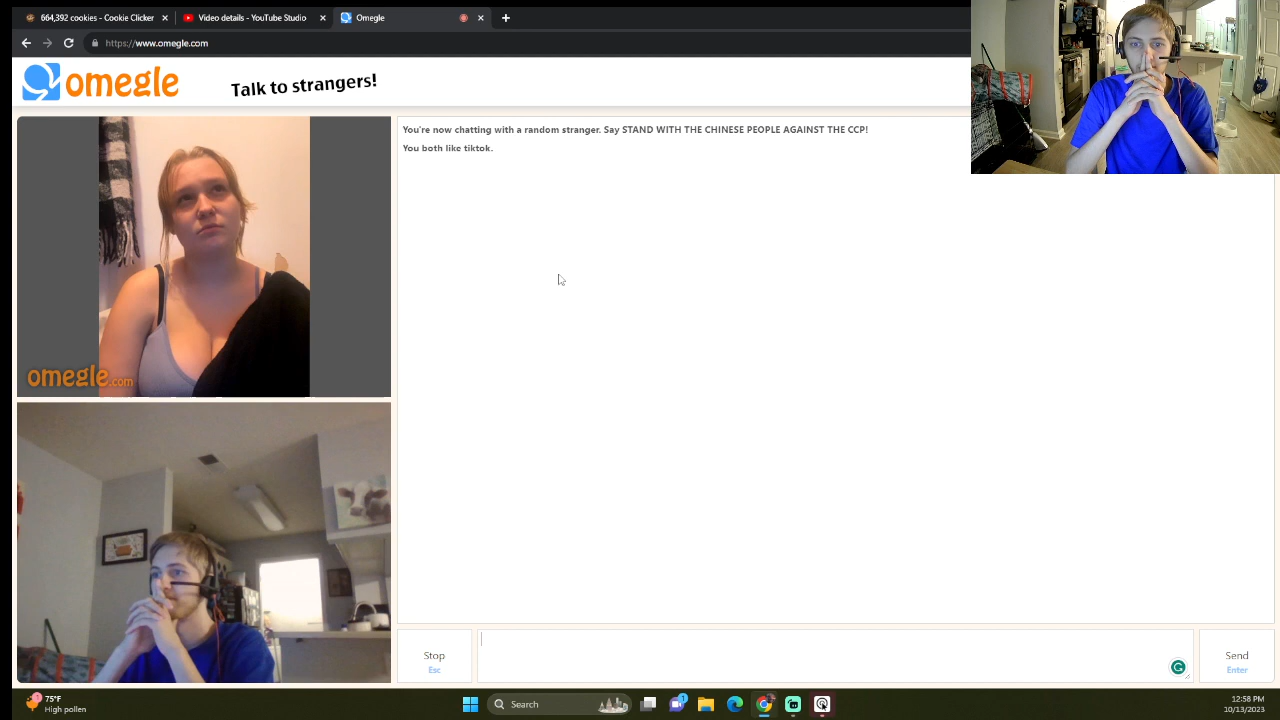 664,392 cookies - Cookie Clicker
Video details - YouTube Studio
Omegle
https://www.omegle.com
omegle
Talk to strangers!
You're now chatting with a random stranger. Say STAND WITH THE CHINESE PEOPLE AGAINST THE CCP!
You both like tiktok.
omegle.com
Stop
Esc
Send
Enter
75°F
High pollen
Search
12:58 PM
10/13/2023